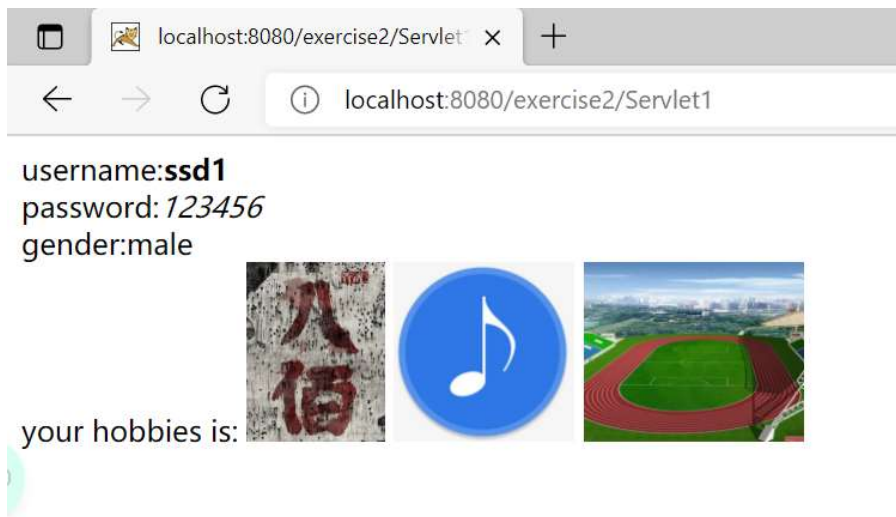 localhost:8080/exercise2/Servlet
localhost:8080/exercise2/Servlet1
username:ssd1
password:123456
gender:male
八
佰
your hobbies is: